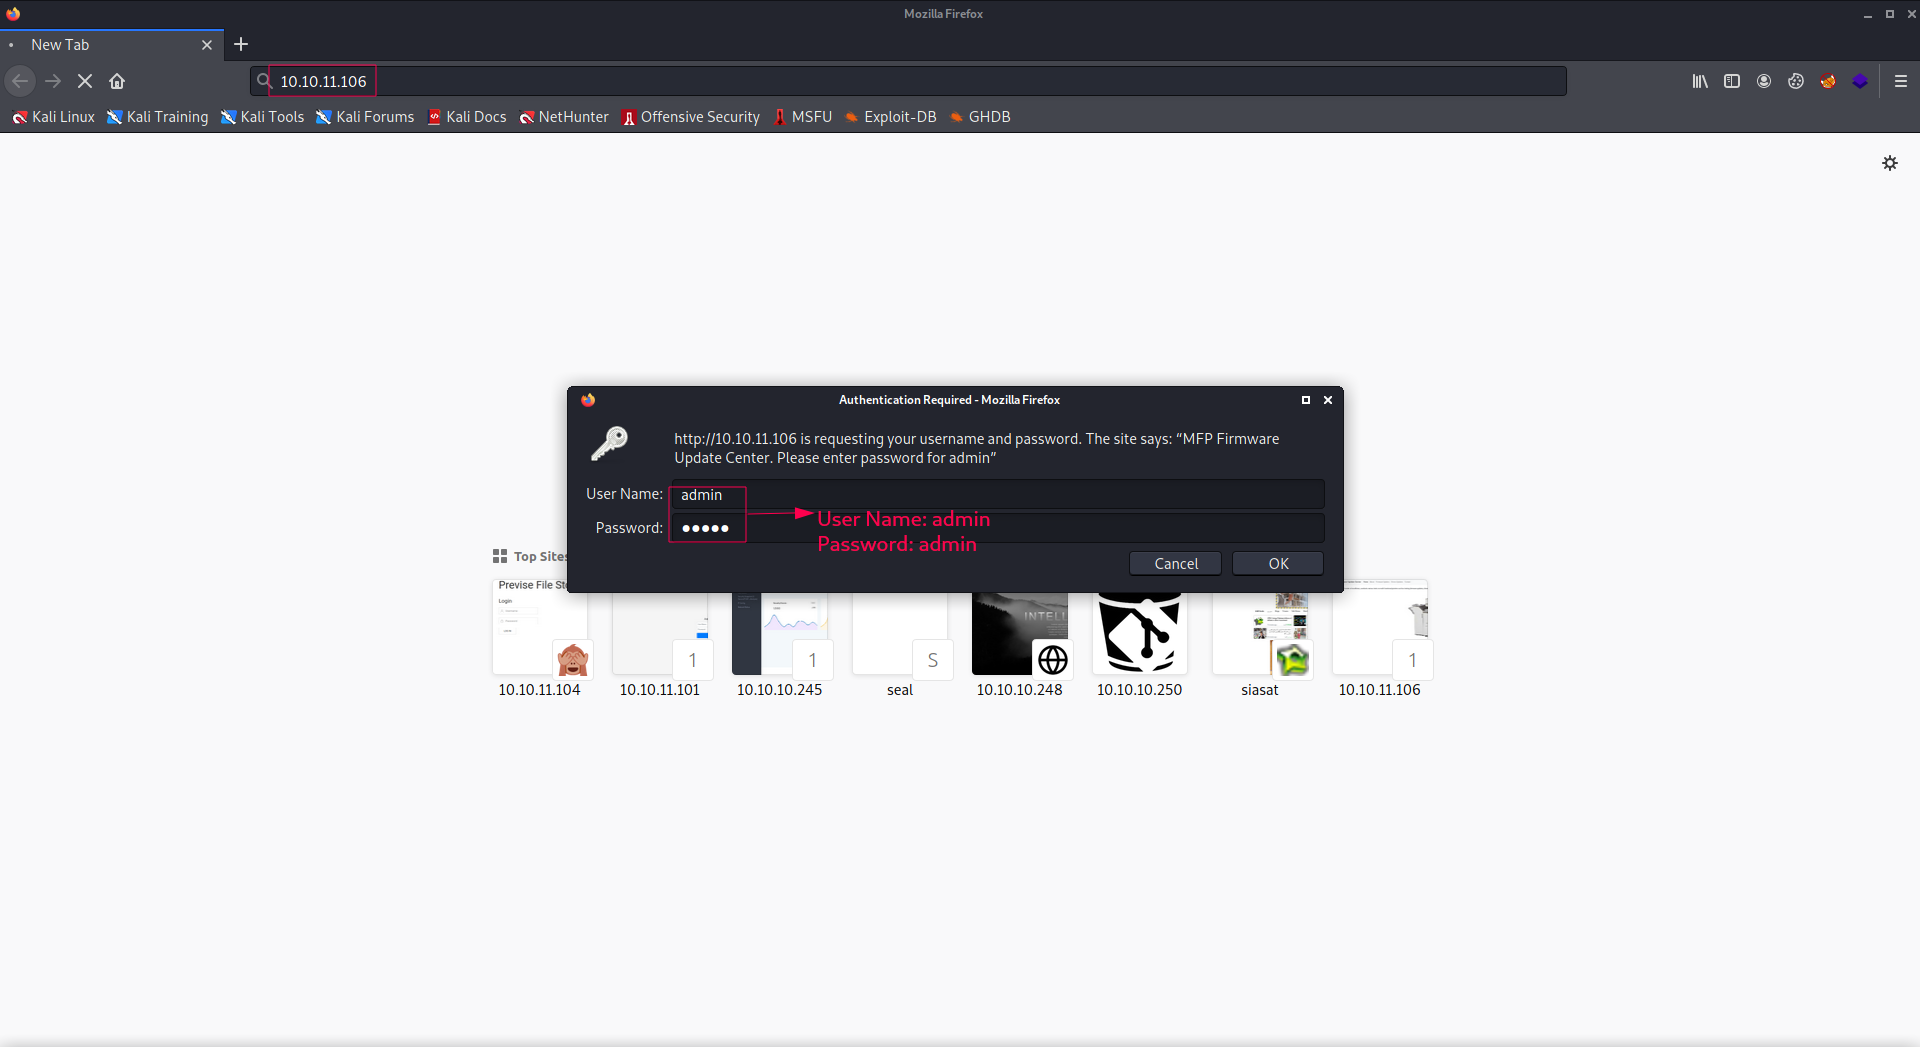 Mozilla Firefox
New Tab
10.10.11.106
Kali Linux Kali Training Kali Tools Kali Forums Kali Docs NetHunter Offensive Security MSFU Exploit-DB GHDB
Authentication Required - Mozilla Firefox
http://10.10.11.106 is requesting your username and password. The site says: “MFP Firmware
Update Center. Please enter password for admin”
User Name: admin
Password: •••••
User Name: admin
Password: admin
Cancel OK
Top Sites
Previse File Sto
Login
INTELL
1 1 S 1
10.10.11.104 10.10.11.101 10.10.10.245 seal 10.10.10.248 10.10.10.250 siasat 10.10.11.106